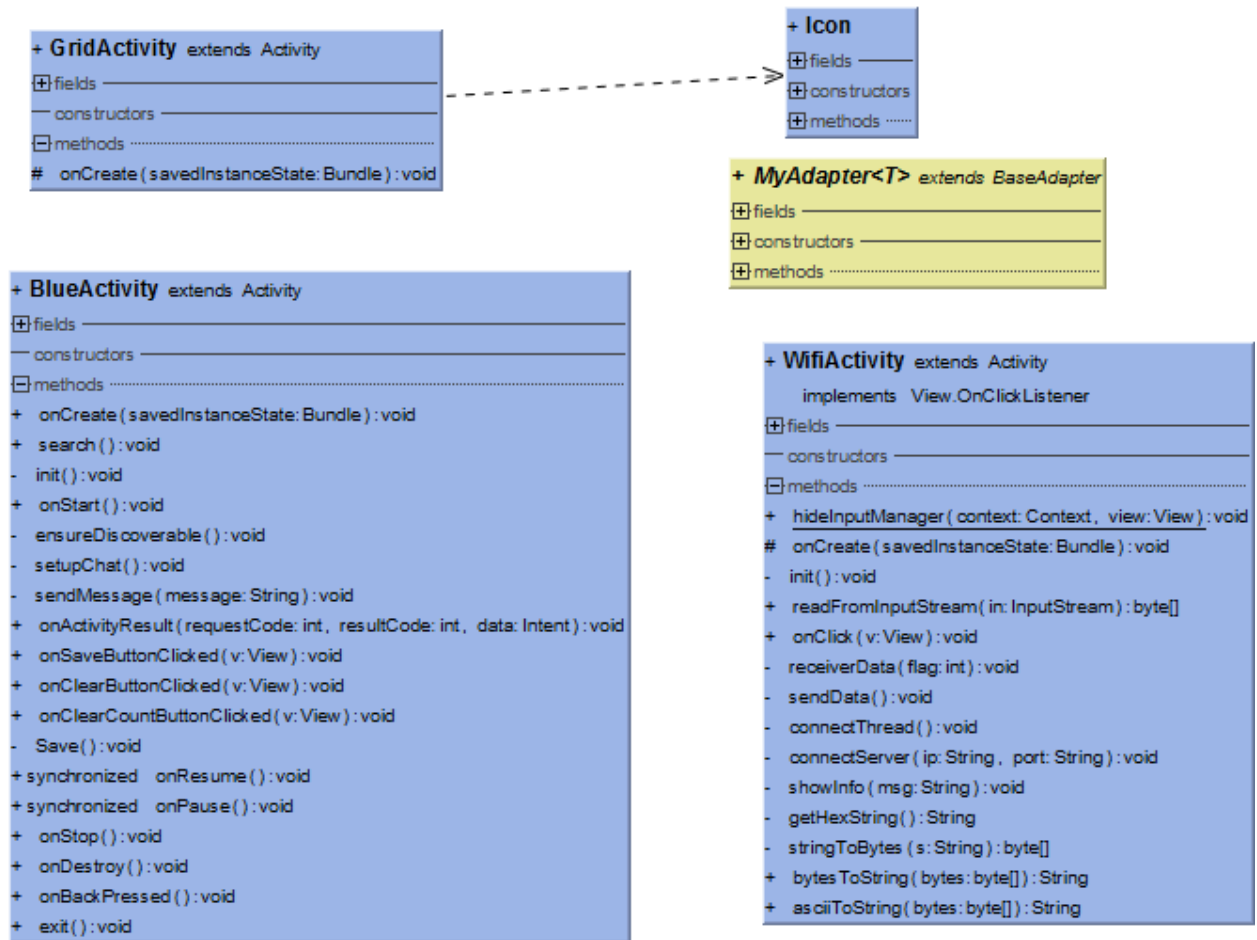 + GridActivity extends Activity
fields
constructors
methods
# onCreate(savedInstanceState:Bundle):void
+ Icon
fields
constructors
methods
+ MyAdapter<T> extends BaseAdapter
fields
constructors
methods
+ BlueActivity extends Activity
fields
constructors
methods
+ onCreate(savedInstanceState:Bundle):void
+ search():void
- init():void
+ onStart():void
- ensureDiscoverable():void
- setupChat():void
- sendMessage(message:String):void
+ onActivityResult(requestCode:int, resultCode:int, data:Intent):void
+ onSaveButtonClicked(v:View):void
+ onClearButtonClicked(v:View):void
+ onClearCountButtonClicked(v:View):void
- Save():void
+ synchronized onResume():void
+ synchronized onPause():void
+ onStop():void
+ onDestroy():void
+ onBackPressed():void
+ exit():void
+ WifiActivity extends Activity
implements View.OnClickListener
fields
constructors
methods
+ hideInputManager(context:Context, view:View):void
# onCreate(savedInstanceState:Bundle):void
- init():void
+ readFromInputStream(in:InputStream):byte[]
+ onClick(v:View):void
- receiverData(flag:int):void
- sendData():void
- connectThread():void
- connectServer(ip:String, port:String):void
- showInfo(msg:String):void
- getHexString():String
- stringToBytes(s:String):byte[]
+ bytesToString(bytes:byte[]):String
+ asciiToString(bytes:byte[]):String